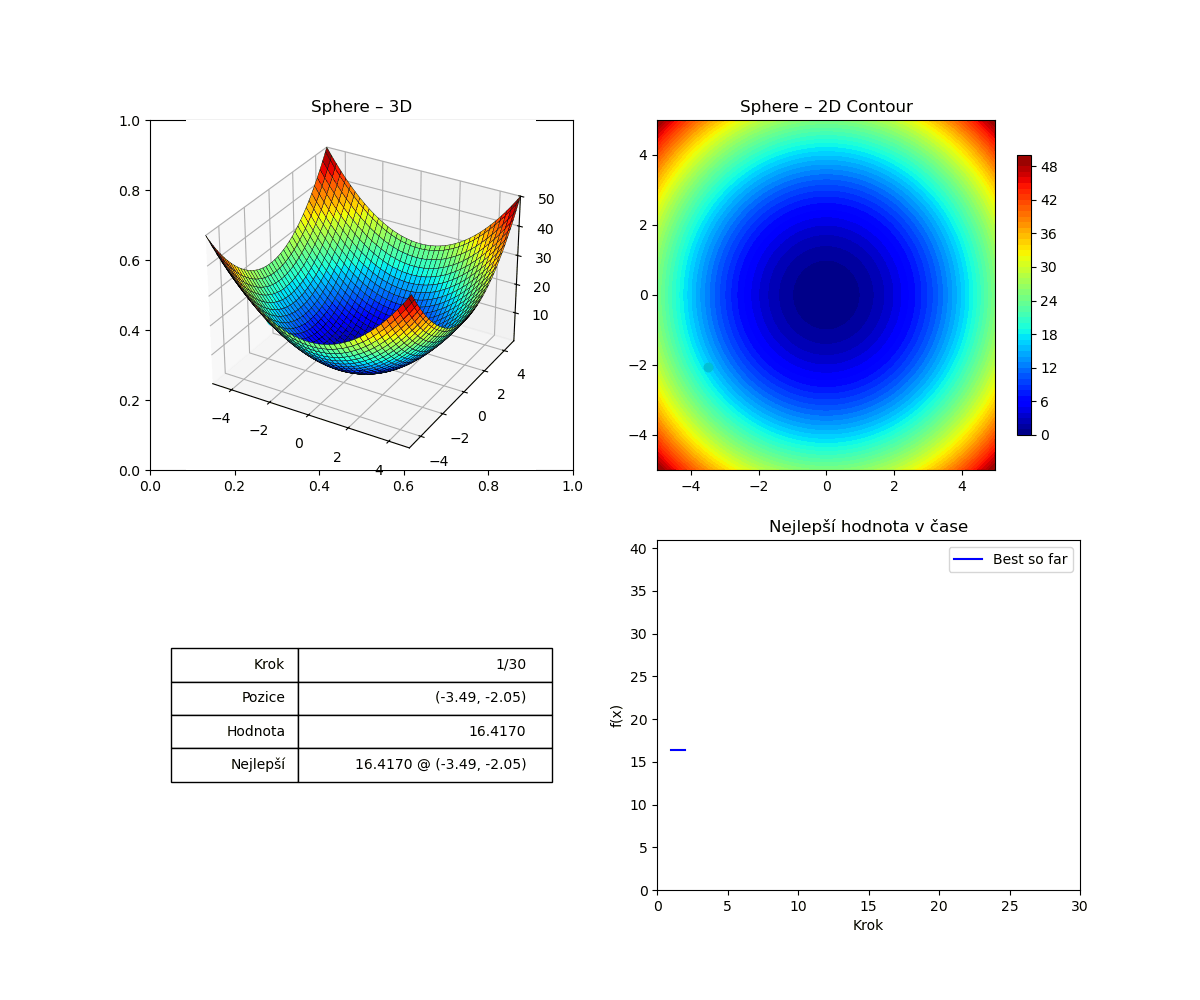 Sphere – 3D
1.0
0.8
0.6
0.4
0.2
0.0
0.0 0.2 0.4 0.6 0.8 1.0
50
40
30
20
10
−4 −2 0 2 4
−4 −2 0 2 4
Sphere – 2D Contour
4
2
0
−2
−4
−4 −2 0 2 4
48
42
36
30
24
18
12
6
0
Krok 1/30
Pozice (-3.49, -2.05)
Hodnota 16.4170
Nejlepší 16.4170 @ (-3.49, -2.05)
Nejlepší hodnota v čase
Best so far
f(x)
40
35
30
25
20
15
10
5
0
0 5 10 15 20 25 30
Krok